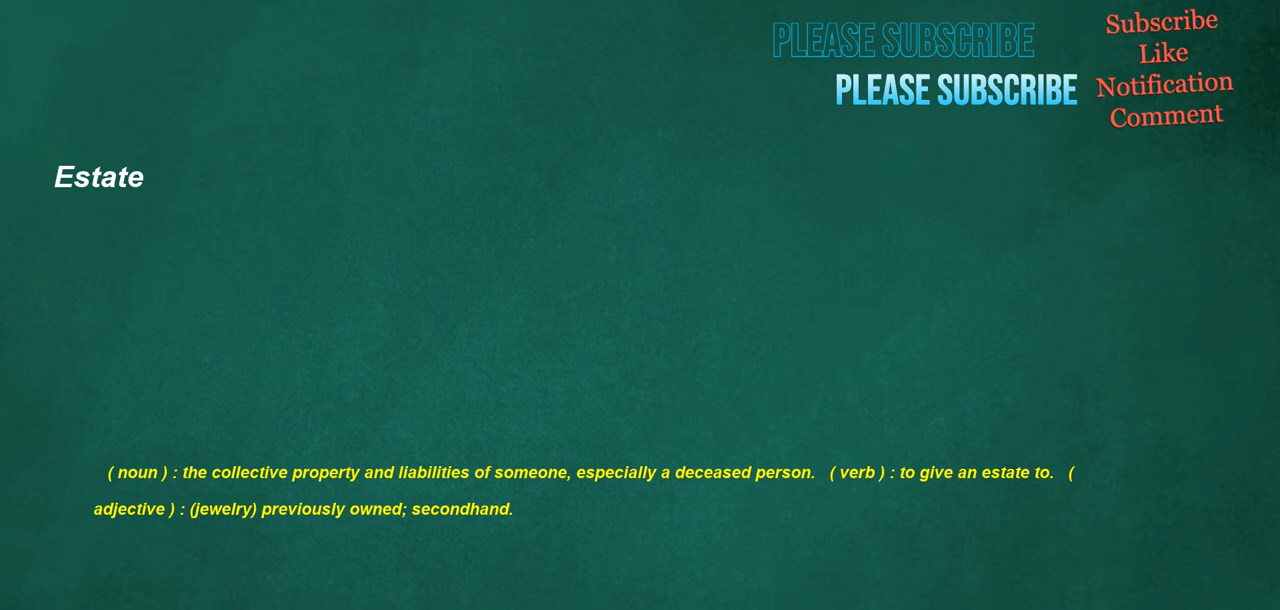 PLEASE SUBSCRIBE
PLEASE SUBSCRIBE
Subscribe
Like
Notification
Comment
Estate
( noun ) : the collective property and liabilities of someone, especially a deceased person. ( verb ) : to give an estate to. (
adjective ) : (jewelry) previously owned; secondhand.